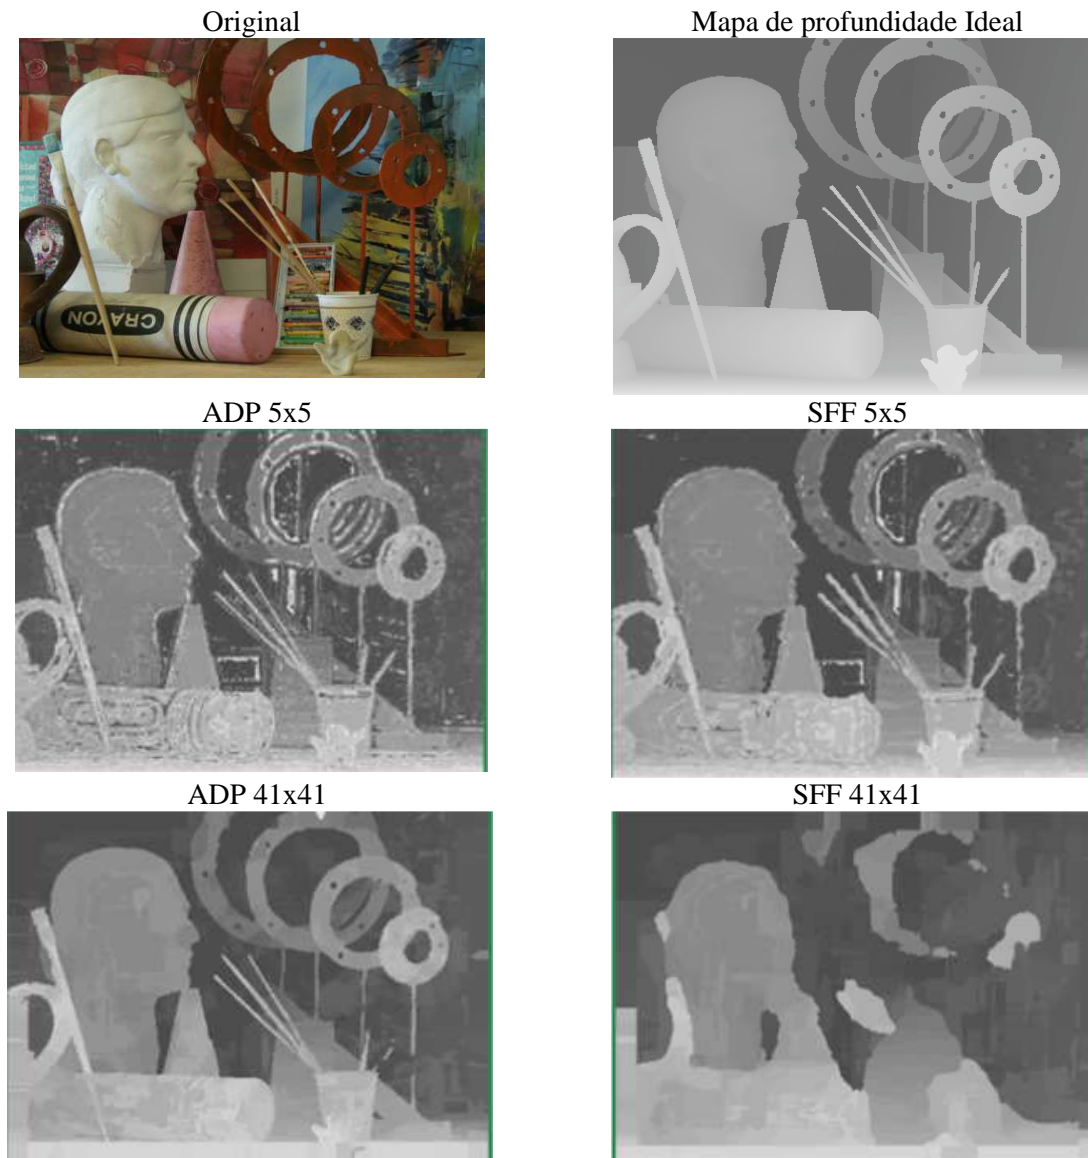 Original
Mapa de profundidade Ideal
CRAYON
ADP 5x5
SFF 5x5
ADP 41x41
SFF 41x41